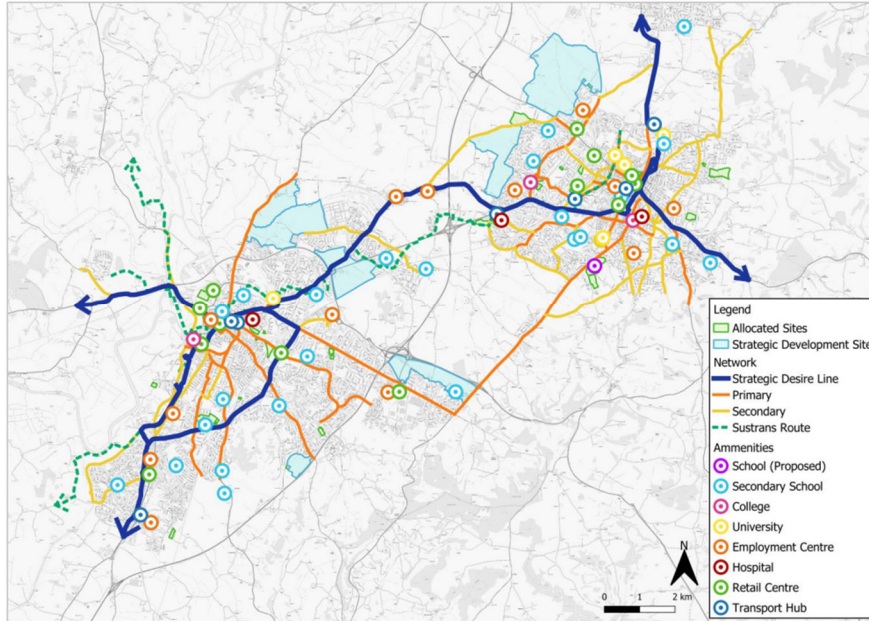 Legend
Allocated Sites
Strategic Development Site
Network
Strategic Desire Line
Primary
Secondary
Sustrans Route
Ammenities
School (Proposed)
Secondary School
College
University
Employment Centre
Hospital
Retail Centre
Transport Hub
N
0 1 2 km